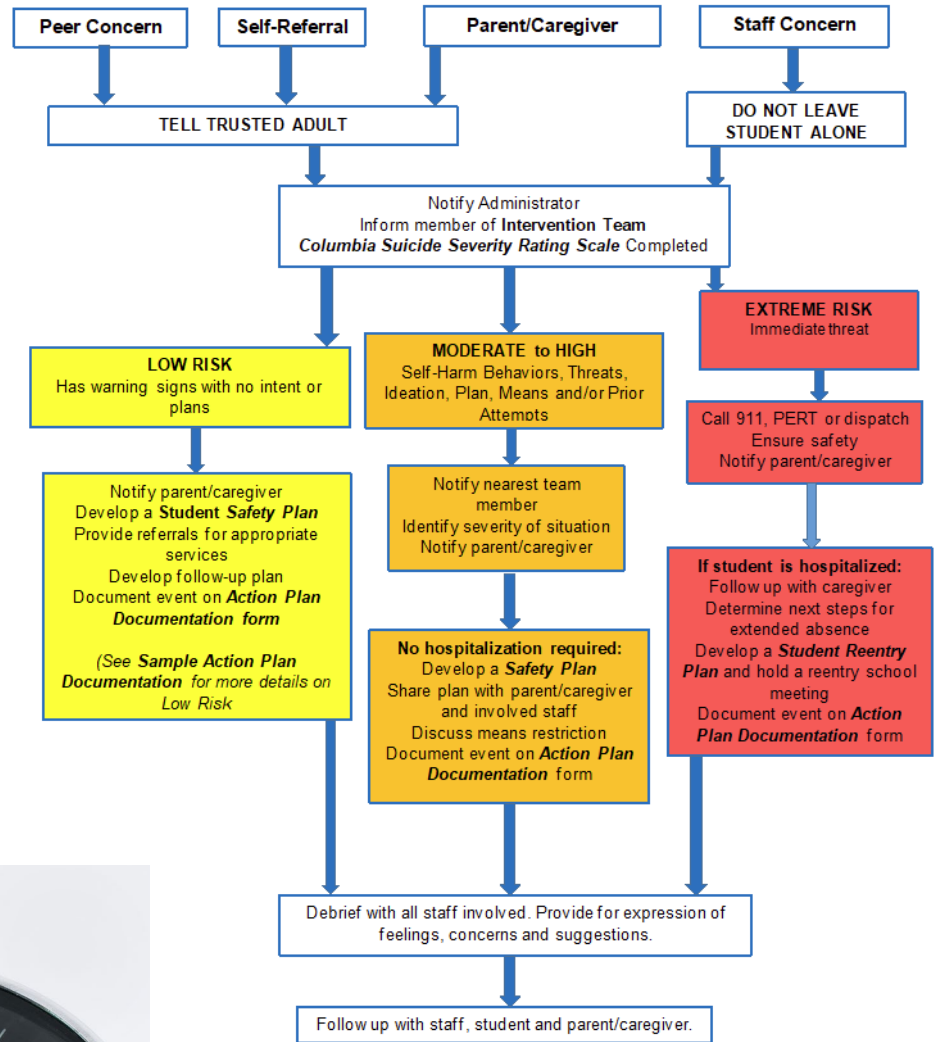 Peer Concern
Self-Referral
Parent/Caregiver
Staff Concern
TELL TRUSTED ADULT
DO NOT LEAVE
STUDENT ALONE
Notify Administrator
Inform member of Intervention Team
Columbia Suicide Severity Rating Scale Completed
LOW RISK
Has warning signs with no intent or
plans
MODERATE to HIGH
Self-Harm Behaviors, Threats,
Ideation, Plan, Means and/or Prior
Attempts
EXTREME RISK
Immediate threat
Notify parent/caregiver
Develop a Student Safety Plan
Provide referrals for appropriate
services
Develop follow-up plan
Document event on Action Plan
Documentation form
(See Sample Action Plan
Documentation for more details on
Low Risk
Notify nearest team
member
Identify severity of situation
Notify parent/caregiver
Call 911, PERT or dispatch
Ensure safety
Notify parent/caregiver
No hospitalization required:
Develop a Safety Plan
Share plan with parent/caregiver
and involved staff
Discuss means restriction
Document event on Action Plan
Documentation form
If student is hospitalized:
Follow up with caregiver
Determine next steps for
extended absence
Develop a Student Reentry
Plan and hold a reentry school
meeting
Document event on Action
Plan Documentation form
Debrief with all staff involved. Provide for expression of
feelings, concerns and suggestions.
Follow up with staff, student and parent/caregiver.